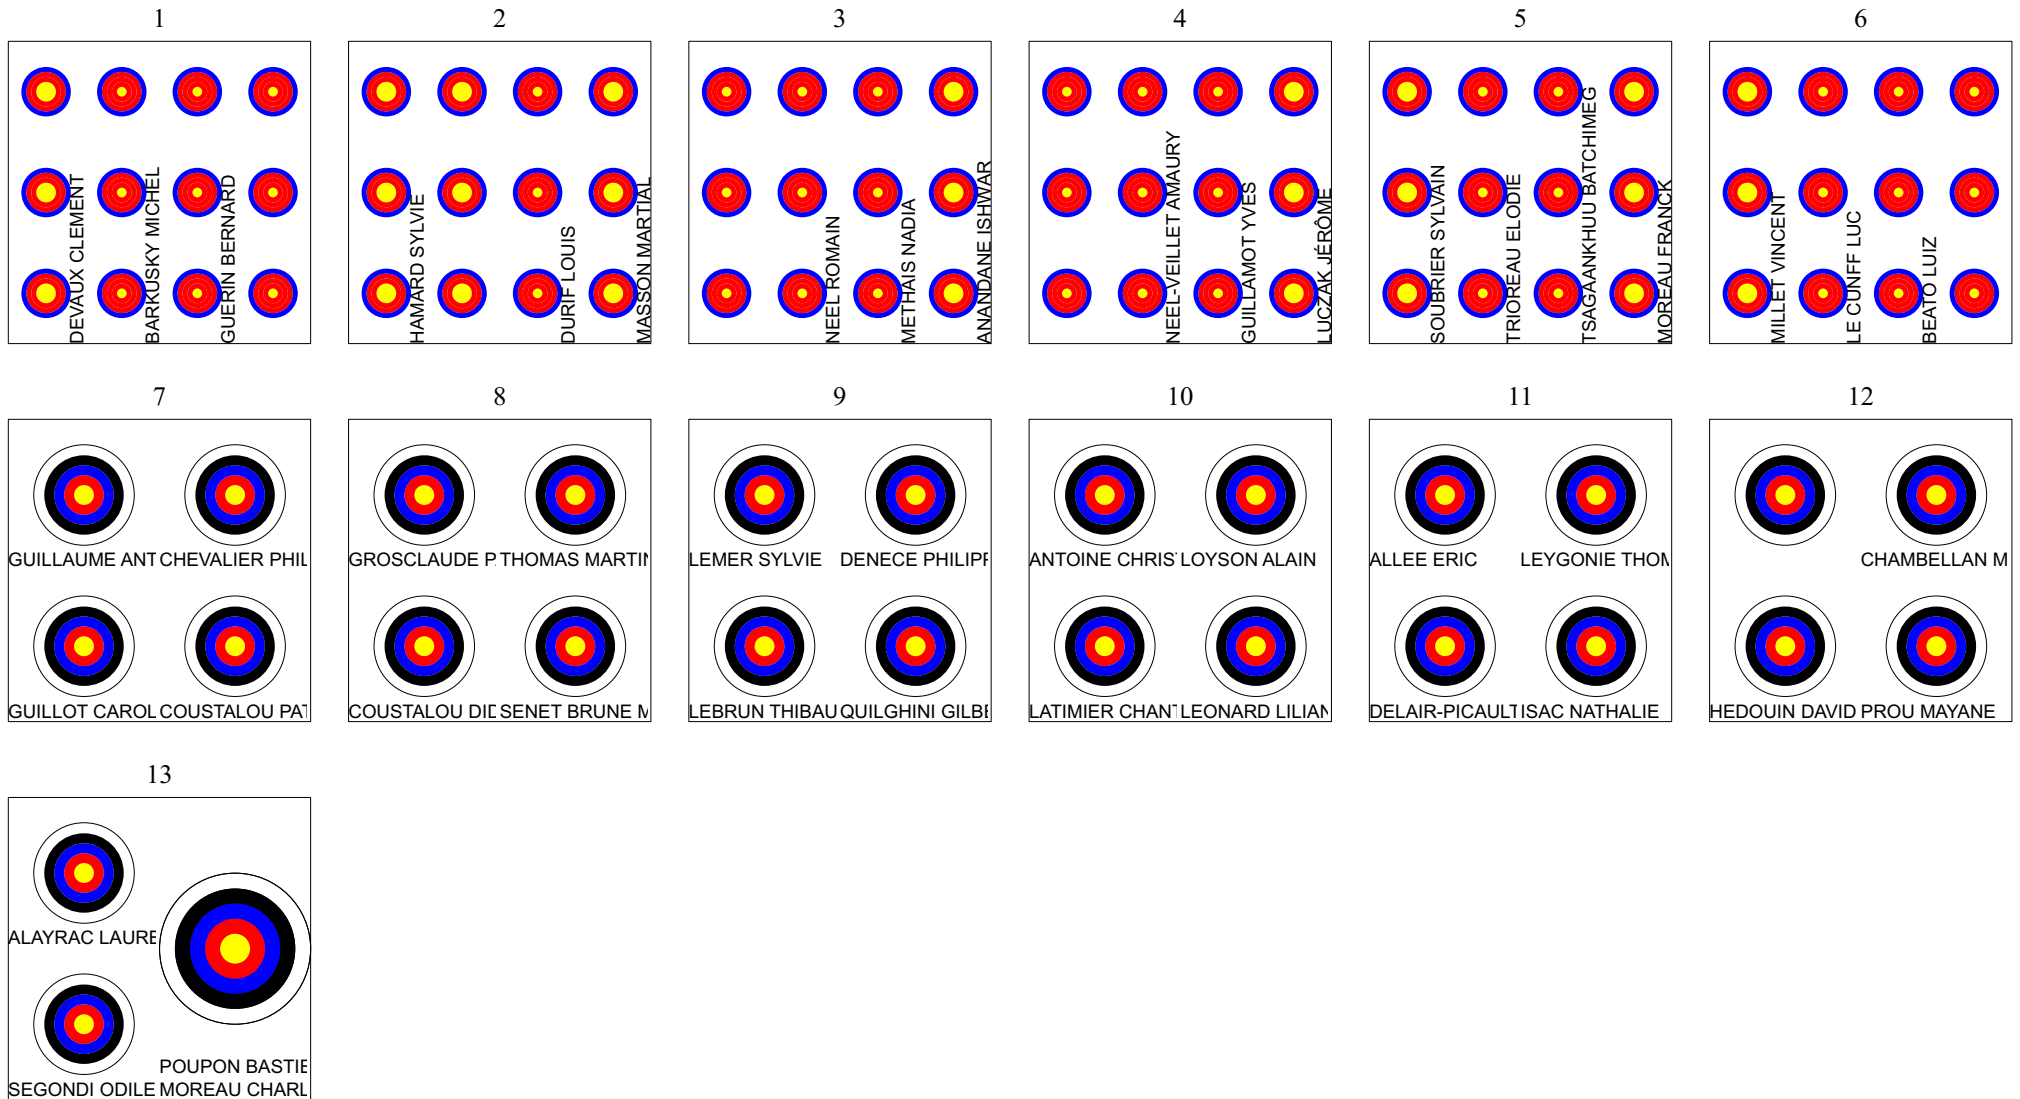 1
2
3
4
5
6
DEVAUX CLEMENT
BARKUSKY MICHEL
GUERIN BERNARD
HAMARD SYLVIE
DURIF LOUIS
MASSON MARTIAL
NEEL ROMAIN
METHAIS NADIA
ANANDANE ISHWAR
NEEL-VEILLET AMAURY
GUILLAMOT YVES
LUCZAK JÉRÔME
SOUBRIER SYLVAIN
TRIOREAU ELODIE
TSAGAANKHUU BATCHIMEG
MOREAU FRANCK
MILLET VINCENT
LE CUNFF LUC
BEATO LUIZ
7
8
9
10
11
12
GUILLAUME ANT
CHEVALIER PHIL
GROSCLAUDE P
THOMAS MARTIN
LEMER SYLVIE
DENECE PHILIPP
ANTOINE CHRIS
LOYSON ALAIN
ALLEE ERIC
LEYGONIE THOM
CHAMBELLAN M
GUILLOT CAROL
COUSTALOU PAT
COUSTALOU DID
SENET BRUNE M
LEBRUN THIBAU
QUILGHINI GILBE
LATIMIER CHANT
LEONARD LILIAN
DELAIR-PICAULT
ISAC NATHALIE
HEDOUIN DAVID
PROU MAYANE
13
ALAYRAC LAURE
POUPON BASTIE
SEGONDI ODILE
MOREAU CHARL